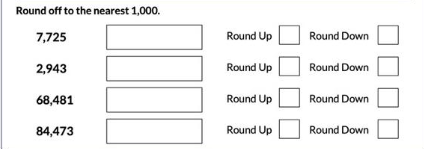 Round off to the nearest 1,000.
7,725 Round Up Round Down
2,943 Round Up Round Down
68,481 Round Up Round Down
84,473 Round Up Round Down